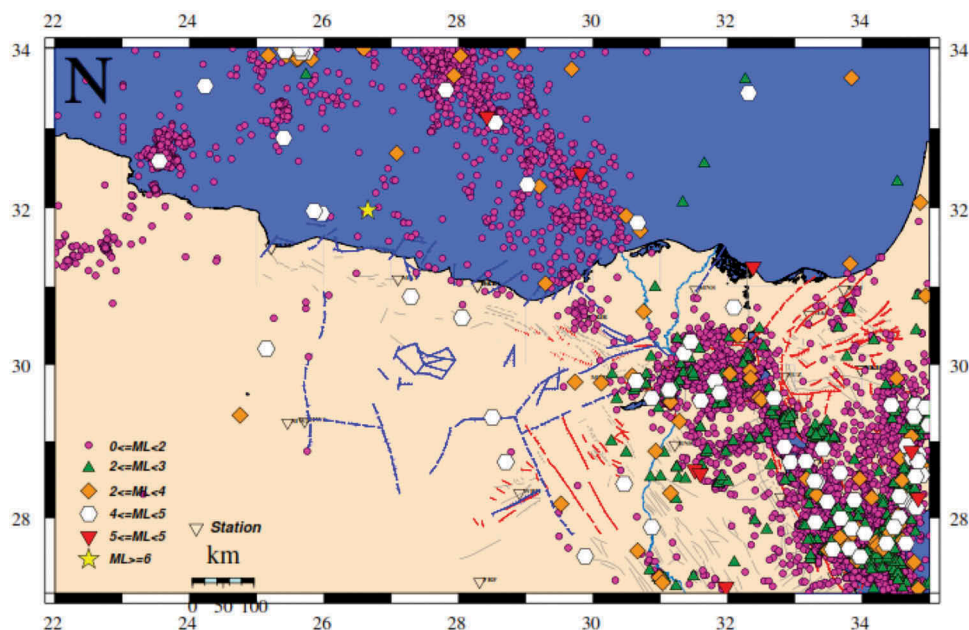 22 24 26 28 30 32 34
34 34
N
32 32
30 30
28 28
0<=ML<2
2<=ML<3
2<=ML<4
4<=ML<5
5<=ML<5
ML>=6
Station
km
0 50 100
22 24 26 28 30 32 34